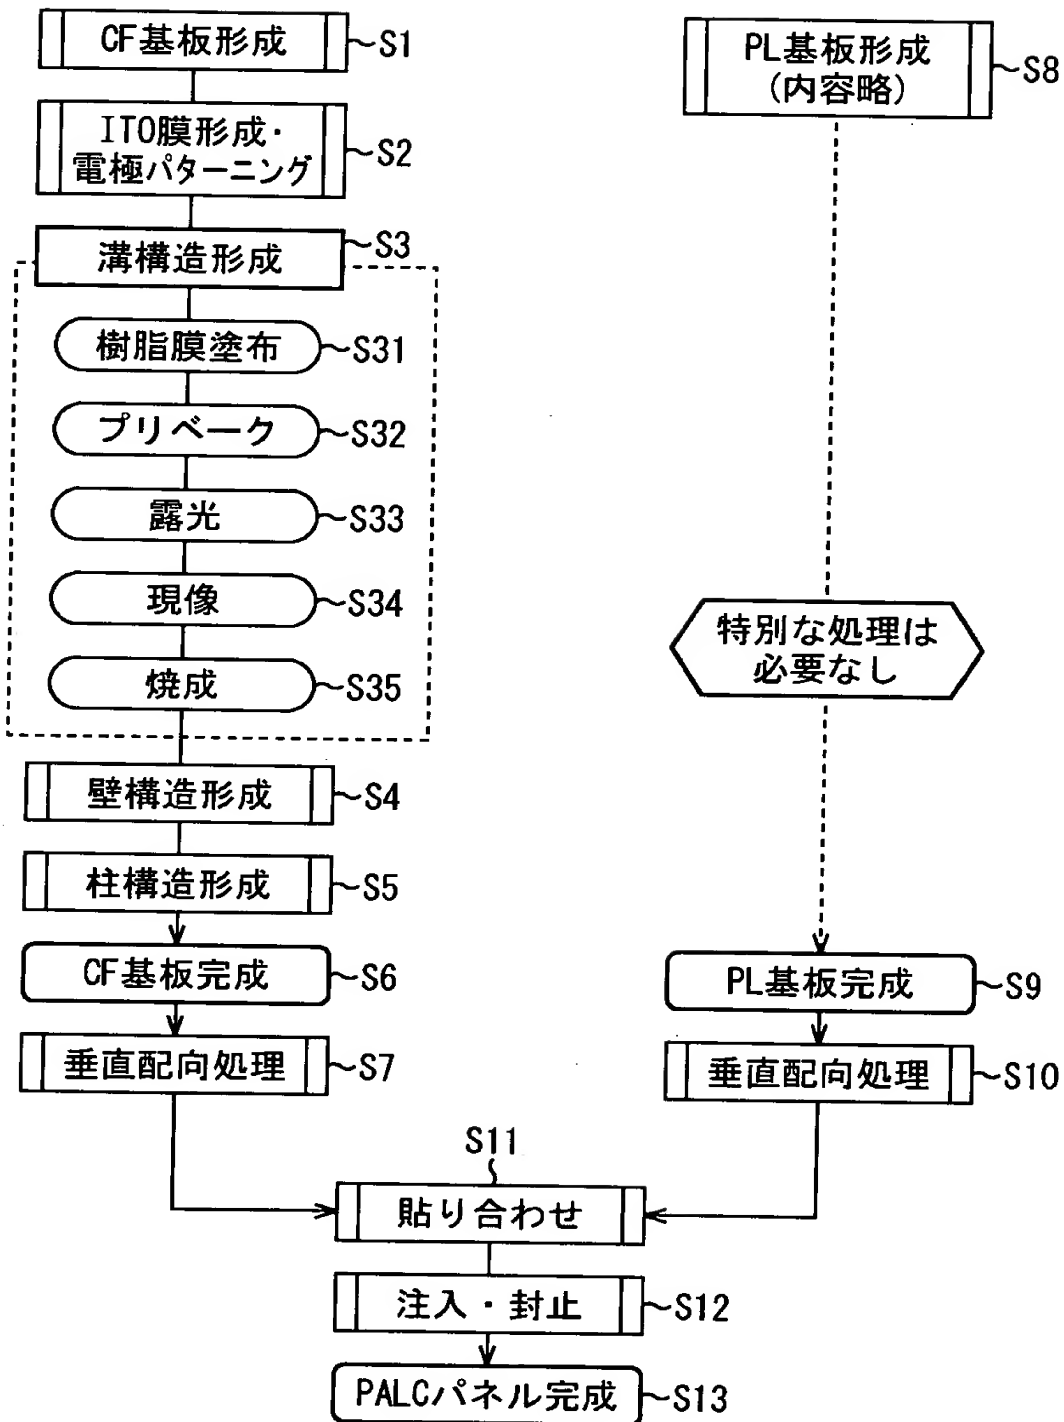 CF基板形成
S1
ITO膜形成・
電極パターニング
S2
溝構造形成
S3
樹脂膜塗布
S31
プリベーク
S32
露光
S33
現像
S34
焼成
S35
壁構造形成
S4
柱構造形成
S5
CF基板完成
S6
垂直配向処理
S7
PL基板形成
(内容略)
S8
特別な処理は
必要なし
PL基板完成
S9
垂直配向処理
S10
S11
貼り合わせ
注入・封止
S12
PALCパネル完成
S13